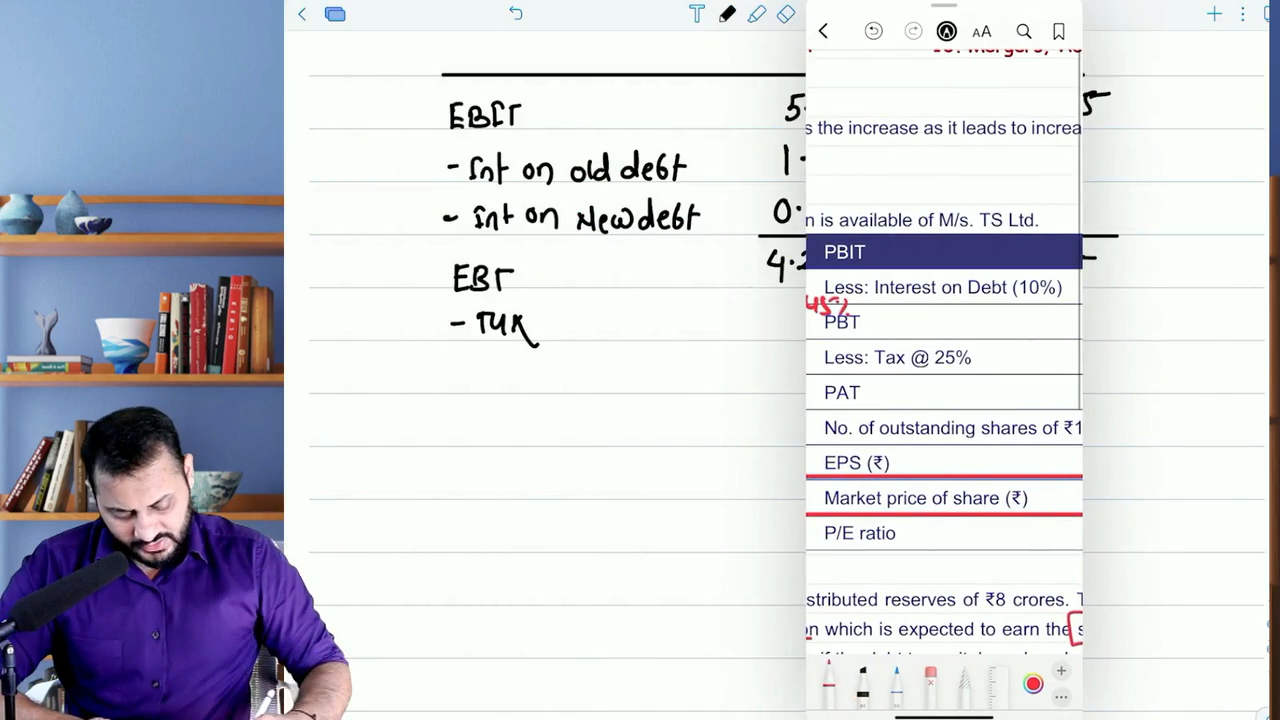 EBIT 5. 5
- Int on old debt 1.
- Int on New debt 0.
EBT 4.2
- TAX
AA
s the increase as it leads to increa
n is available of M/s. TS Ltd.
PBIT
Less: Interest on Debt (10%)
45%
PBT
Less: Tax @ 25%
PAT
No. of outstanding shares of ₹1
EPS (₹)
Market price of share (₹)
P/E ratio
stributed reserves of ₹8 crores. T
n which is expected to earn the s